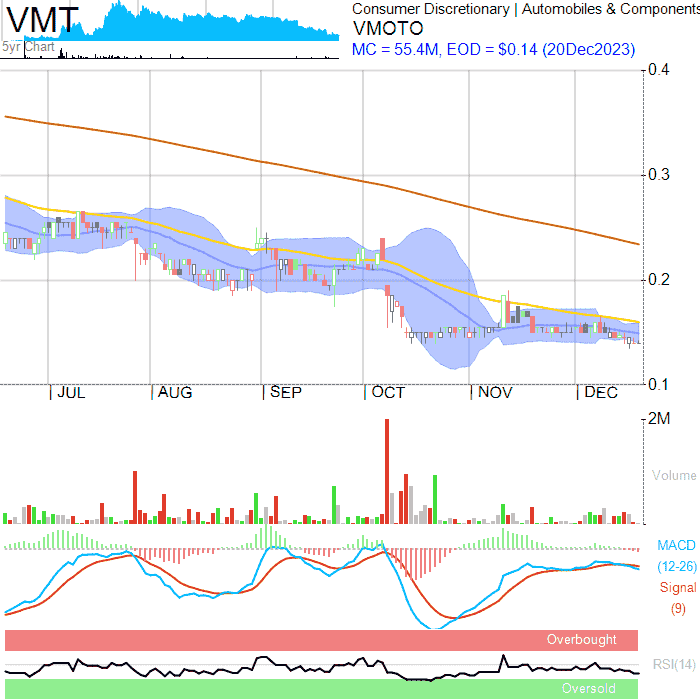 VMT
5yr Chart
Consumer Discretionary | Automobiles & Components
VMOTO
MC = 55.4M, EOD = $0.14 (20Dec2023)
0.4
0.3
0.2
0.1
| JUL | AUG | SEP | OCT | NOV | DEC
2M
Volume
MACD
(12-26)
Signal
(9)
Overbought
RSI(14)
Oversold